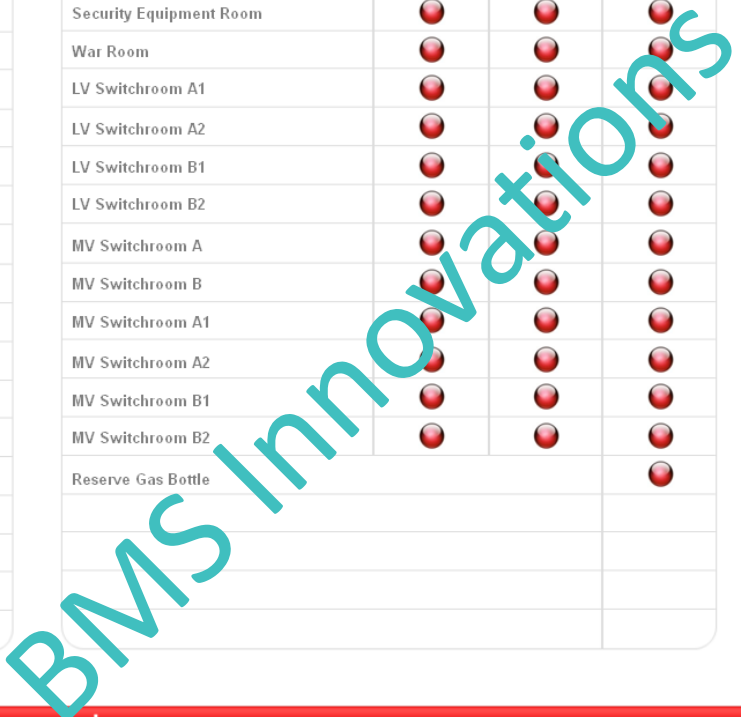 Security Equipment Room
War Room
LV Switchroom A1
LV Switchroom A2
LV Switchroom B1
LV Switchroom B2
MV Switchroom A
MV Switchroom B
MV Switchroom A1
MV Switchroom A2
MV Switchroom B1
MV Switchroom B2
Reserve Gas Bottle
BMS Innovations